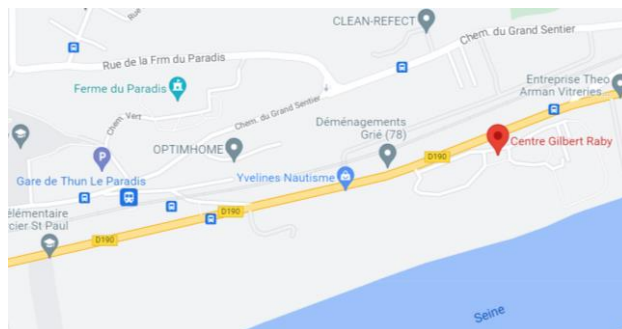 CLEAN-REFECT
Chem. du Grand Sentier
Rue de la Frm du Paradis
Ferme du Paradis
Entreprise Theo
Arman Vitreries
Chem. Vert
Chem. du Grand Sentier
Déménagements
Grié (78)
Centre Gilbert Raby
OPTIMHOME
D190
P
Gare de Thun Le Paradis
Yvelines Nautisme
élémentaire
cier St Paul
D190
D190
Seine